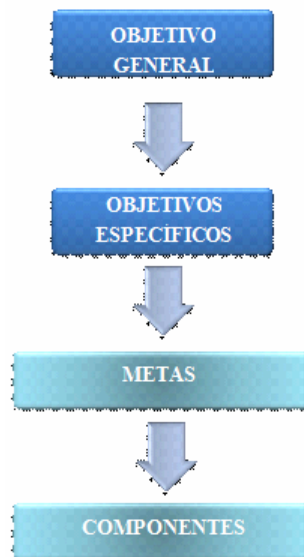 OBJETIVO
GENERAL
OBJETIVOS
ESPECÍFICOS
METAS
COMPONENTES